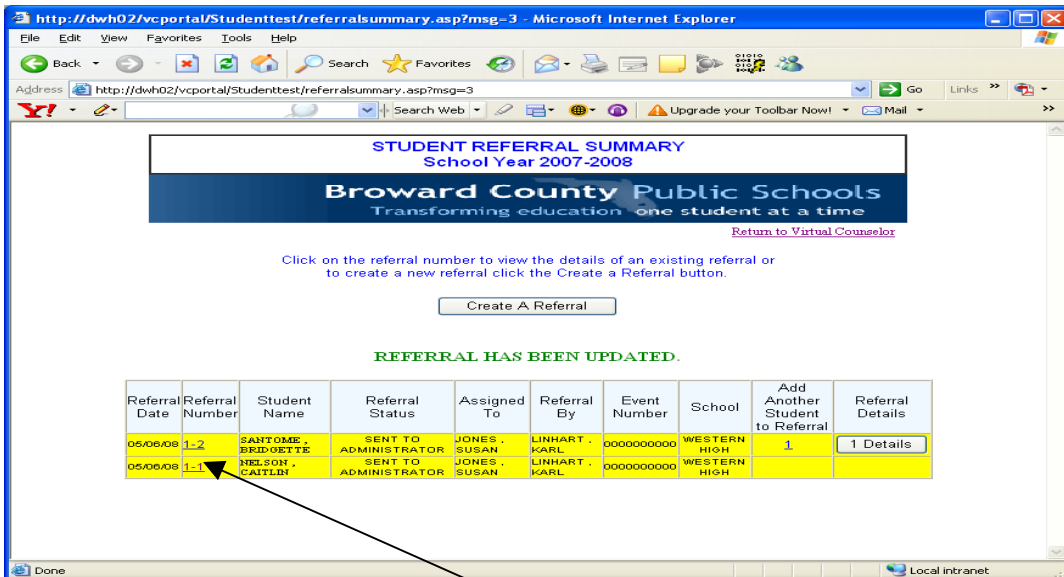 http://dwh02/vcportal/Studenttest/referralsummary.asp?msg=3 - Microsoft Internet Explorer
File Edit View Favorites Tools Help
Back Search Favorites
Address http://dwh02/vcportal/Studenttest/referralsummary.asp?msg=3 Go Links »
Y! Search Web Upgrade your Toolbar Now! Mail »
STUDENT REFERRAL SUMMARY
School Year 2007-2008
Broward County Public Schools
Transforming education one student at a time
Return to Virtual Counselor
Click on the referral number to view the details of an existing referral or
to create a new referral click the Create a Referral button.
Create A Referral
REFERRAL HAS BEEN UPDATED.
Referral Date Referral Number Student Name Referral Status Assigned To Referral By Event Number School Add Another Student to Referral Referral Details
05/06/08 1-2 SANTOME, BRIDGETTE SENT TO ADMINISTRATOR JONES, SUSAN LINHART, KARL 0000000000 WESTERN HIGH 1 1 Details
05/06/08 1-1 NELSON, CAITLIN SENT TO ADMINISTRATOR JONES, SUSAN LINHART, KARL 0000000000 WESTERN HIGH
Done Local intranet